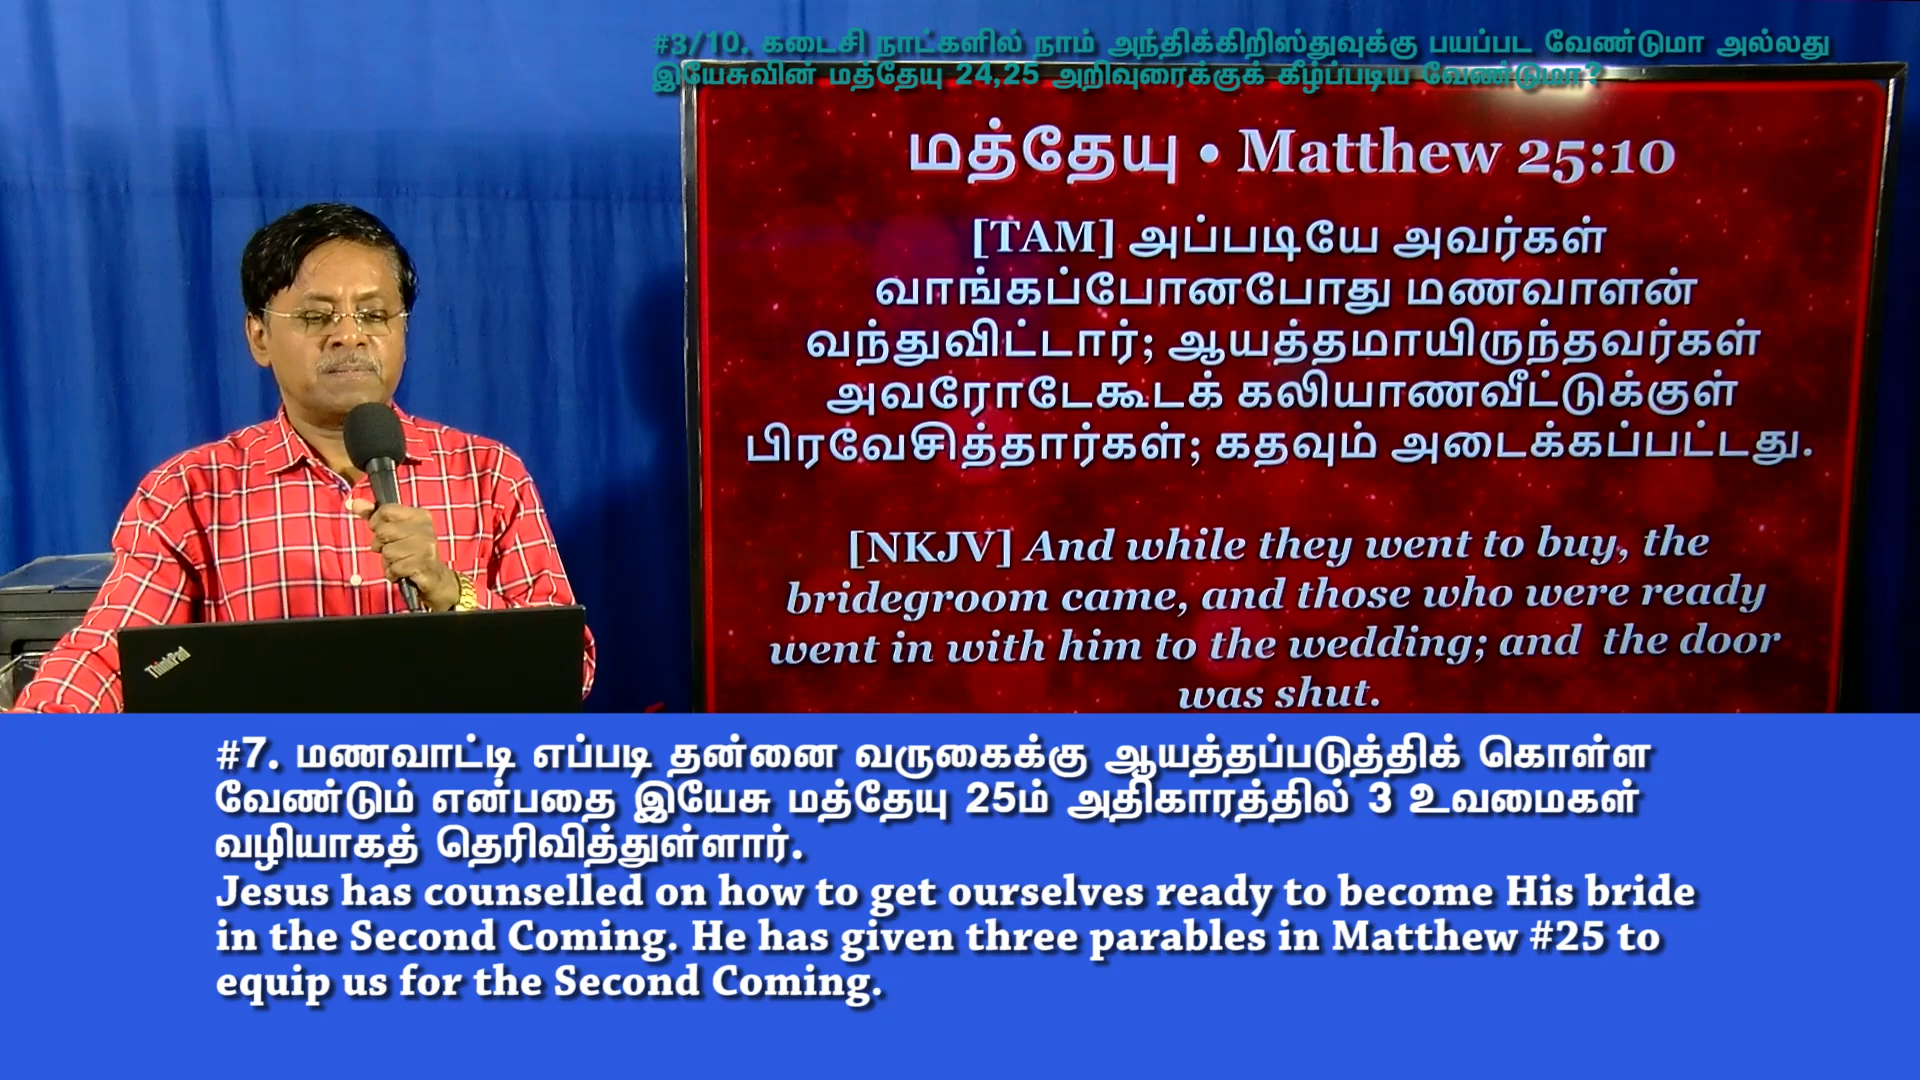 #3/10. கடைசி நாட்களில் நாம் அந்திக்கிறிஸ்துவுக்கு பயப்பட வேண்டுமா அல்லது
இயேசுவின் மத்தேயு 24,25 அறிவுரைக்குக் கீழ்ப்படிய வேண்டுமா?
மத்தேயு • Matthew 25:10
[TAM] அப்படியே அவர்கள்
வாங்கப்போனபோது மணவாளன்
வந்துவிட்டார்; ஆயத்தமாயிருந்தவர்கள்
அவரோடேகூடக் கலியாணவீட்டுக்குள்
பிரவேசித்தார்கள்; கதவும் அடைக்கப்பட்டது.
[NKJV] And while they went to buy, the
bridegroom came, and those who were ready
went in with him to the wedding; and the door
was shut.
ThinkPad
#7. மணவாட்டி எப்படி தன்னை வருகைக்கு ஆயத்தப்படுத்திக் கொள்ள
வேண்டும் என்பதை இயேசு மத்தேயு 25ம் அதிகாரத்தில் 3 உவமைகள்
வழியாகத் தெரிவித்துள்ளார்.
Jesus has counselled on how to get ourselves ready to become His bride
in the Second Coming. He has given three parables in Matthew #25 to
equip us for the Second Coming.